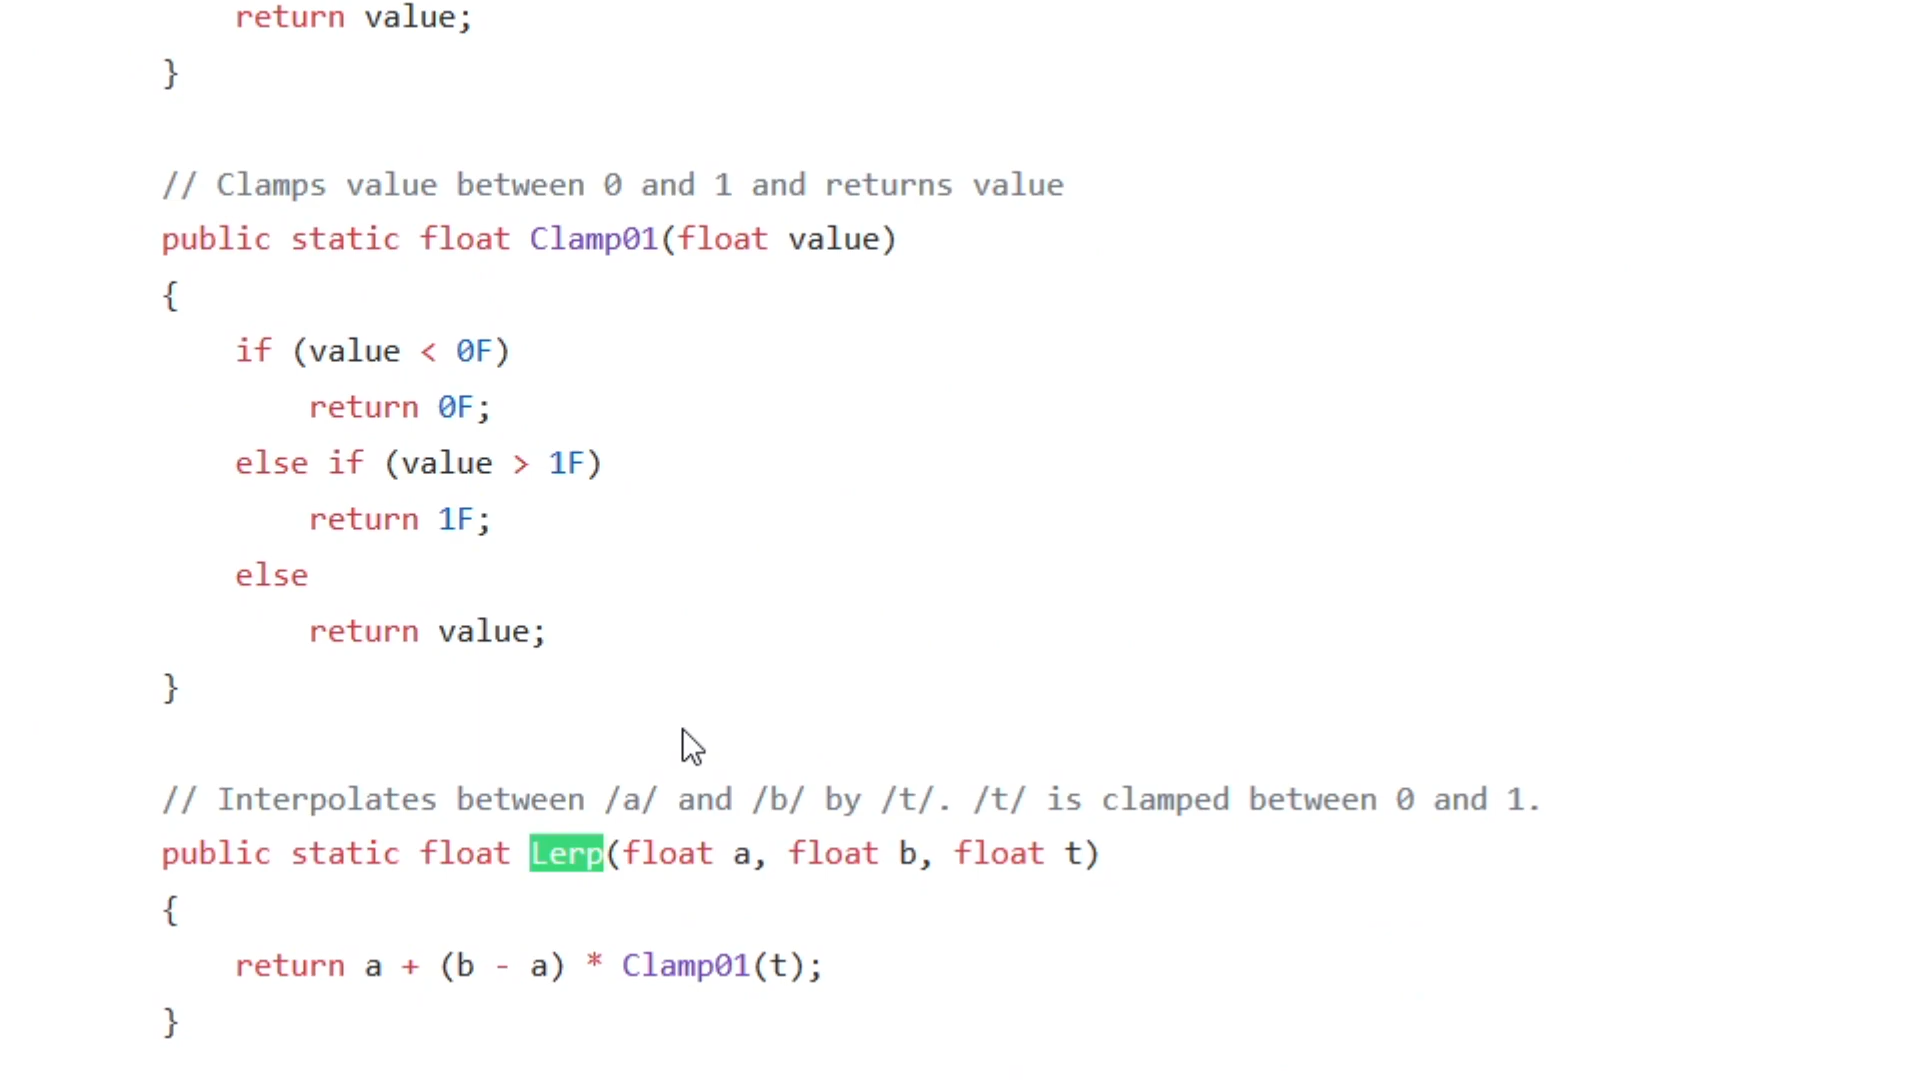 return value;
}
// Clamps value between 0 and 1 and returns value
public static float Clamp01(float value)
{
if (value < 0F)
return 0F;
else if (value > 1F)
return 1F;
else
return value;
}
// Interpolates between /a/ and /b/ by /t/. /t/ is clamped between 0 and 1.
public static float Lerp(float a, float b, float t)
{
return a + (b - a) * Clamp01(t);
}